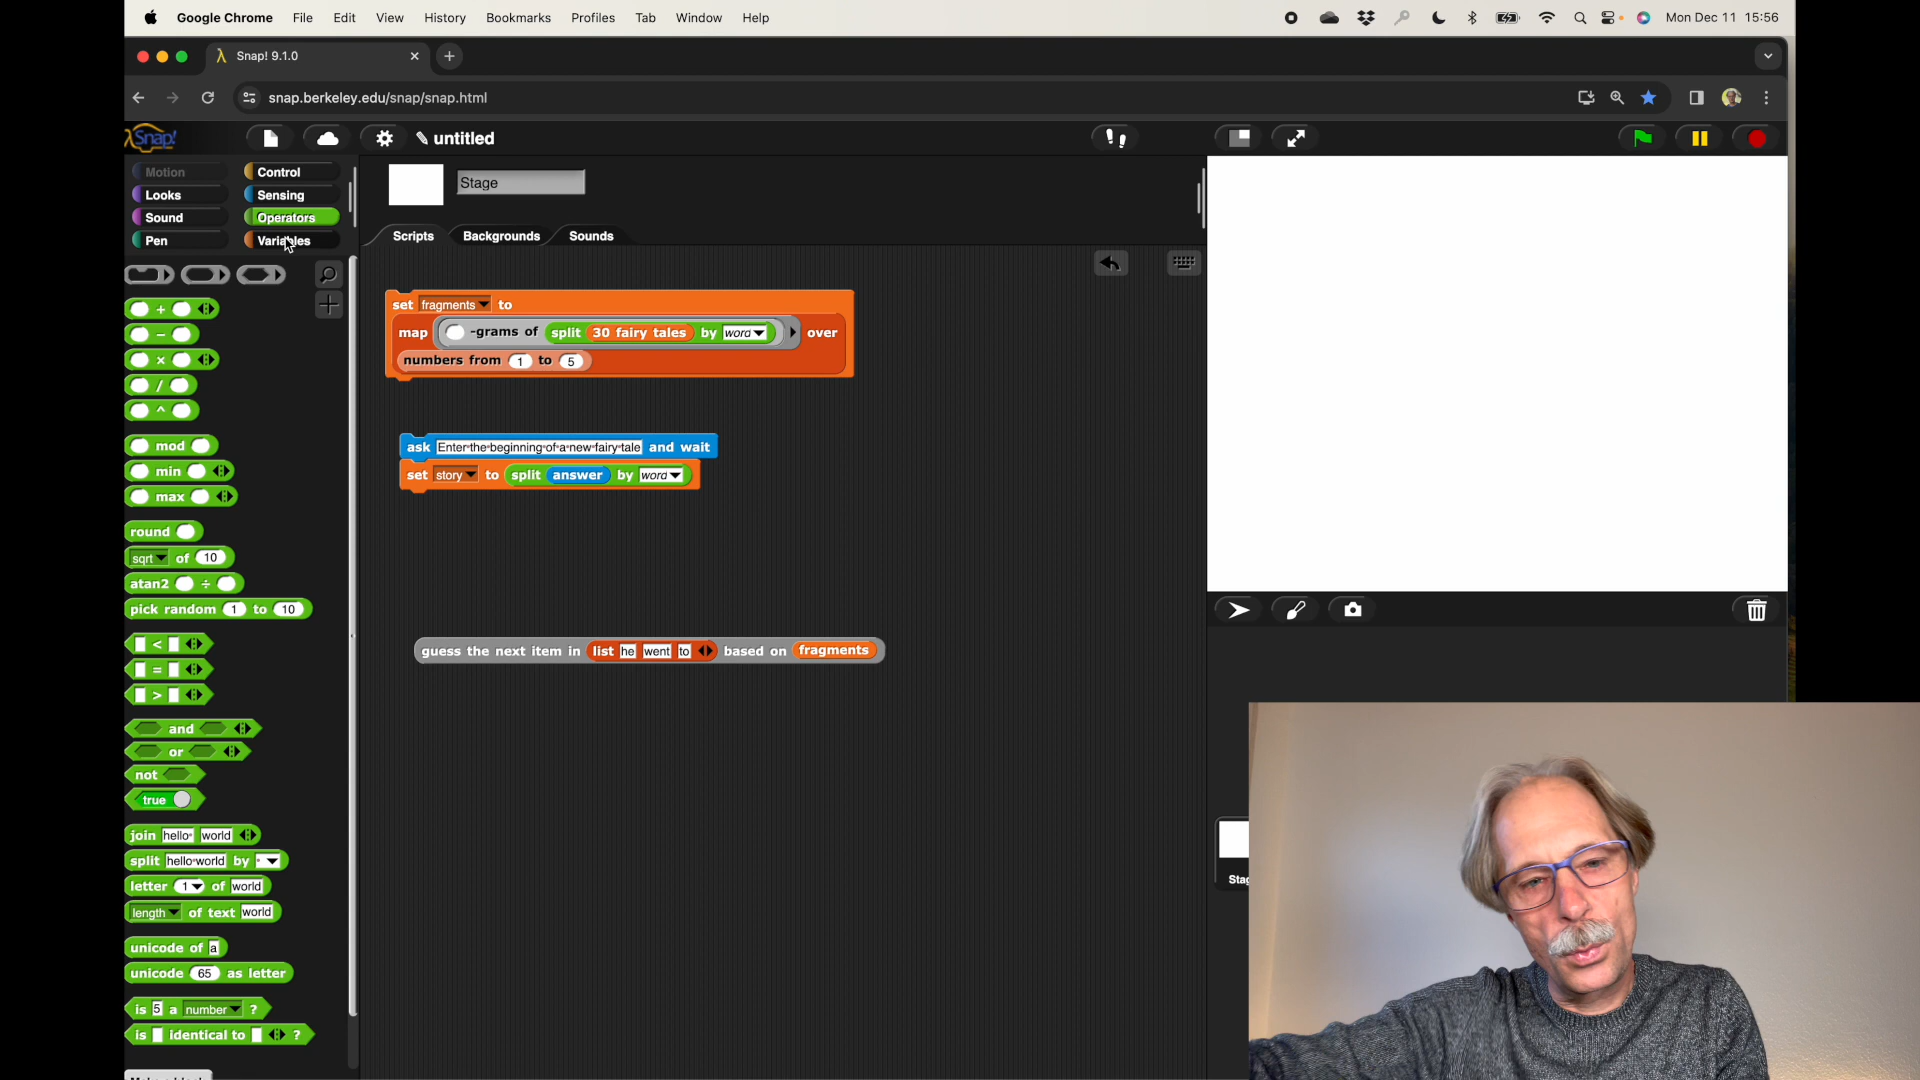 Google Chrome File Edit View History Bookmarks Profiles Tab Window Help Mon Dec 11 15:56
Snap! 9.1.0
snap.berkeley.edu/snap/snap.html
Snap! untitled
Motion Control
Looks Sensing
Sound Operators
Pen Variables
Stage
Scripts Backgrounds Sounds
+
−
×
/
^
mod
min
max
round
sqrt of 10
atan2 ÷
pick random 1 to 10
<
=
>
and
or
not
true
join hello world
split hello world by
letter 1 of world
length of text world
unicode of a
unicode 65 as letter
is 5 a number ?
is identical to ?
set fragments to
map -grams of split 30 fairy tales by word over
numbers from 1 to 5
ask Enter the beginning of a new fairy tale and wait
set story to split answer by word
guess the next item in list he went to based on fragments